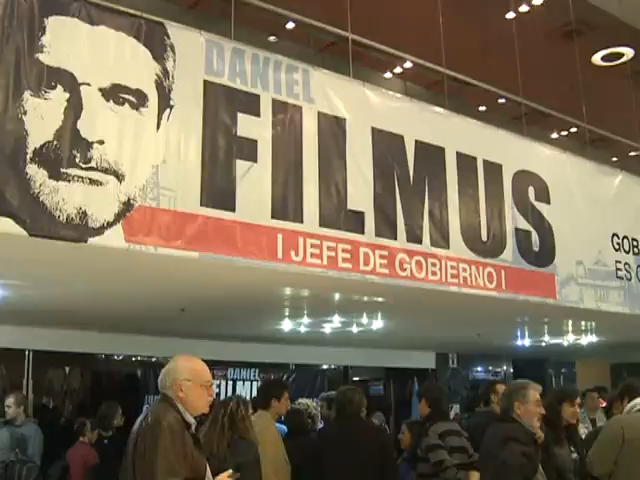 DANIEL
FILMUS
| JEFE DE GOBIERNO |
GOB
ES
DANIEL
FILMU